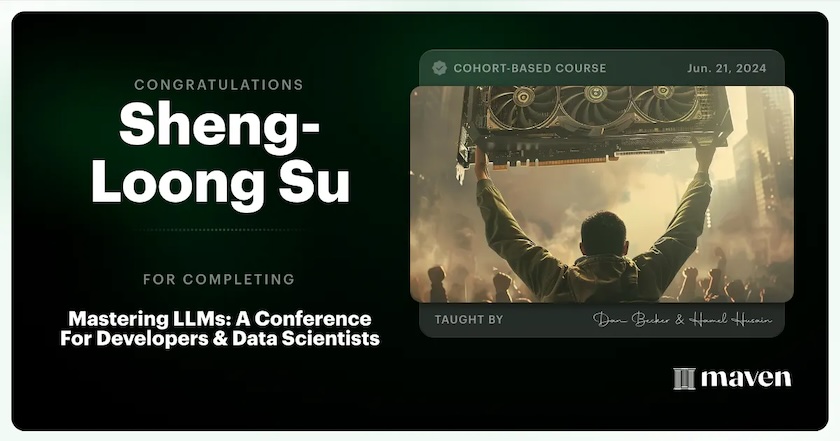 CONGRATULATIONS
Sheng-
Loong Su
FOR COMPLETING
Mastering LLMs: A Conference
For Developers & Data Scientists
COHORT-BASED COURSE Jun. 21, 2024
TAUGHT BY Dan Becker & Hamel Husain
maven